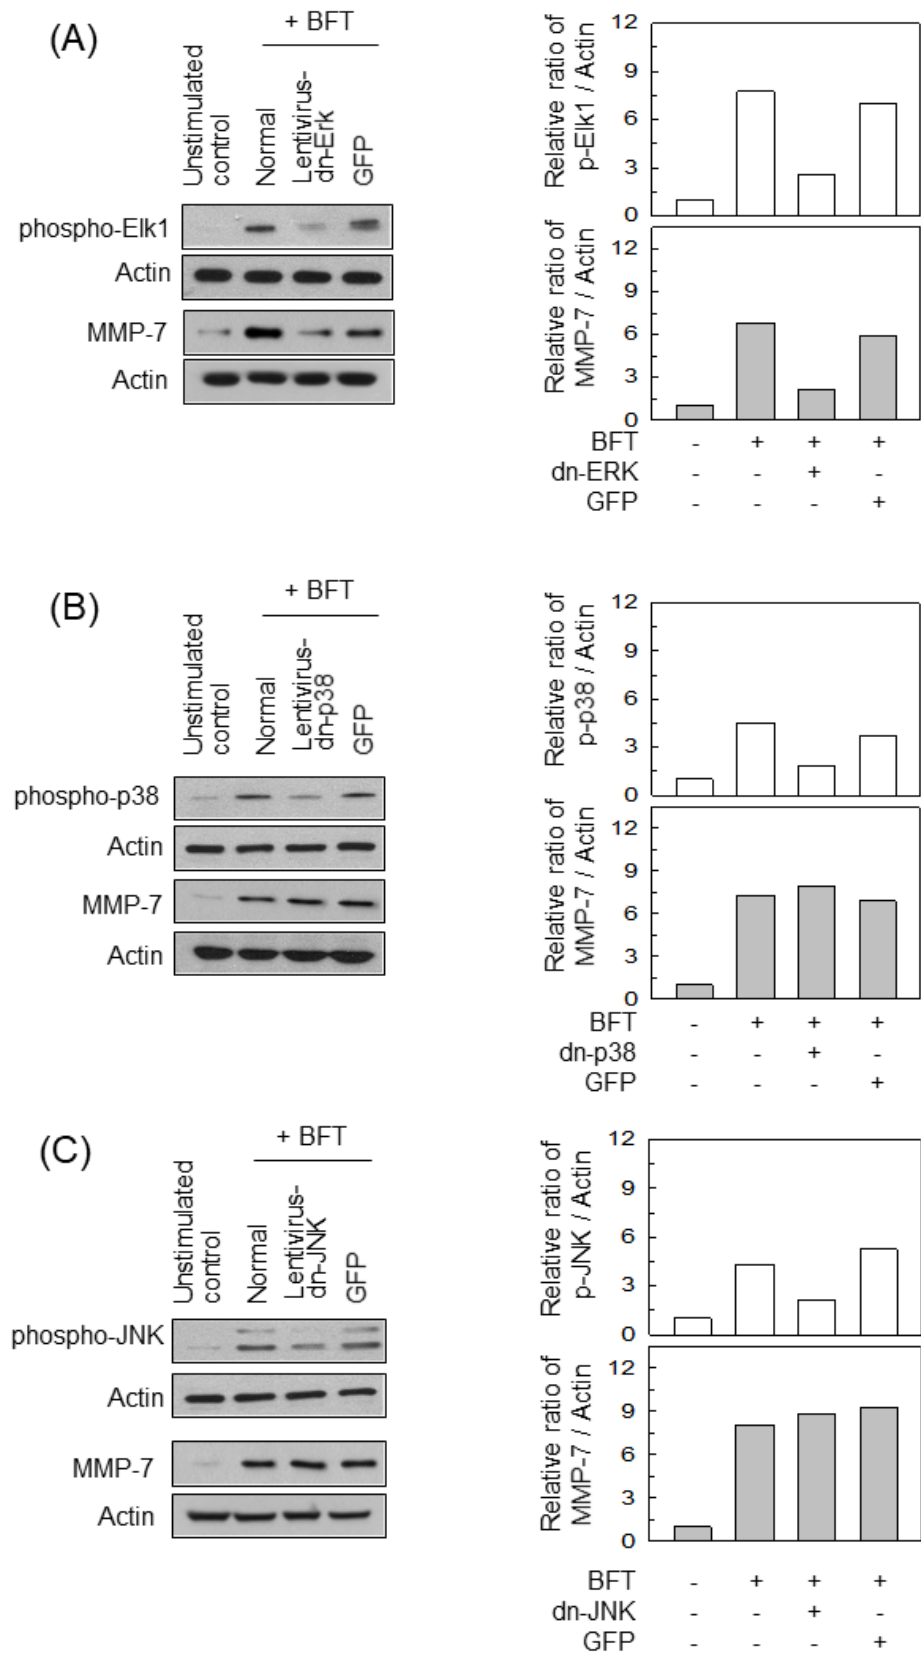 (A)
+ BFT
Unstimulated
control
Normal
Lentivirus-
dn-Erk
GFP
phospho-Elk1
Actin
MMP-7
Actin
Relative ratio of
p-Elk1 / Actin
12
9
6
3
0
Relative ratio of
MMP-7 / Actin
12
9
6
3
0
BFT - + + +
dn-ERK - - + -
GFP - - - +
(B)
+ BFT
Unstimulated
control
Normal
Lentivirus-
dn-p38
GFP
phospho-p38
Actin
MMP-7
Actin
Relative ratio of
p-p38 / Actin
12
9
6
3
0
Relative ratio of
MMP-7 / Actin
12
9
6
3
0
BFT - + + +
dn-p38 - - + -
GFP - - - +
(C)
+ BFT
Unstimulated
control
Normal
Lentivirus-
dn-JNK
GFP
phospho-JNK
Actin
MMP-7
Actin
Relative ratio of
p-JNK / Actin
12
9
6
3
0
Relative ratio of
MMP-7 / Actin
12
9
6
3
0
BFT - + + +
dn-JNK - - + -
GFP - - - +